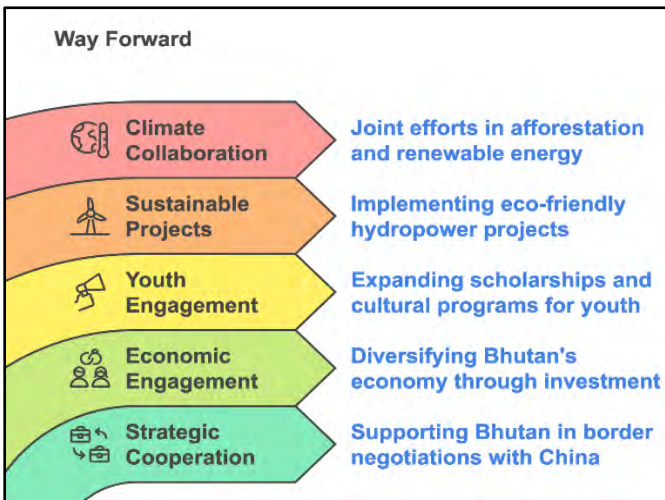 Way Forward
Climate
Collaboration
Joint efforts in afforestation
and renewable energy
Sustainable
Projects
Implementing eco-friendly
hydropower projects
Youth
Engagement
Expanding scholarships and
cultural programs for youth
Economic
Engagement
Diversifying Bhutan's
economy through investment
Strategic
Cooperation
Supporting Bhutan in border
negotiations with China